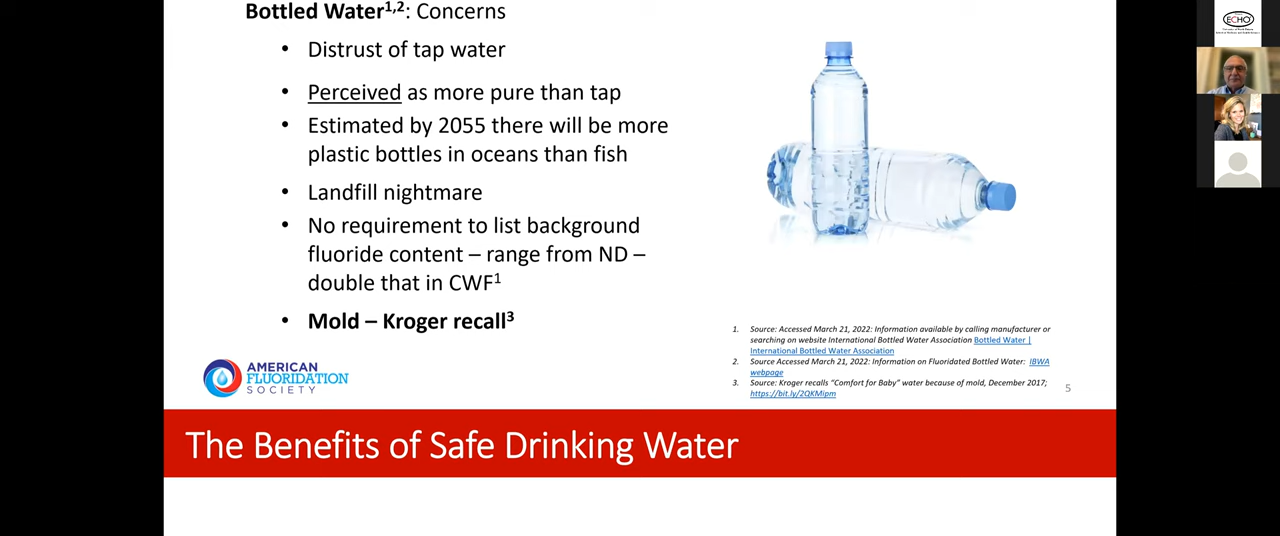 Bottled Water1,2: Concerns
• Distrust of tap water
• Perceived as more pure than tap
• Estimated by 2055 there will be more
plastic bottles in oceans than fish
• Landfill nightmare
• No requirement to list background
fluoride content – range from ND –
double that in CWF1
• Mold – Kroger recall3
1. Source: Accessed March 21, 2022: Information available by calling manufacturer or
searching on website International Bottled Water Association Bottled Water |
International Bottled Water Association
2. Source Accessed March 21, 2022: Information on Fluoridated Bottled Water: IBWA
webpage
3. Source: Kroger recalls “Comfort for Baby” water because of mold, December 2017;
https://bit.ly/2QKMipm
AMERICAN
FLUORIDATION
SOCIETY
5
The Benefits of Safe Drinking Water
ECHO